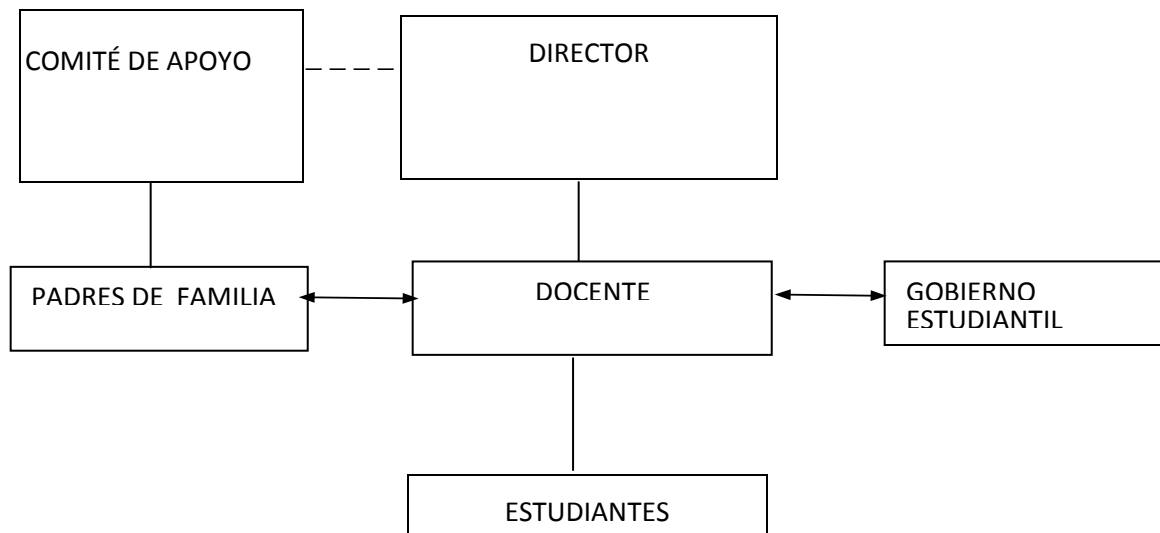 COMITÉ DE APOYO
DIRECTOR
PADRES DE FAMILIA
DOCENTE
GOBIERNO
ESTUDIANTIL
ESTUDIANTES